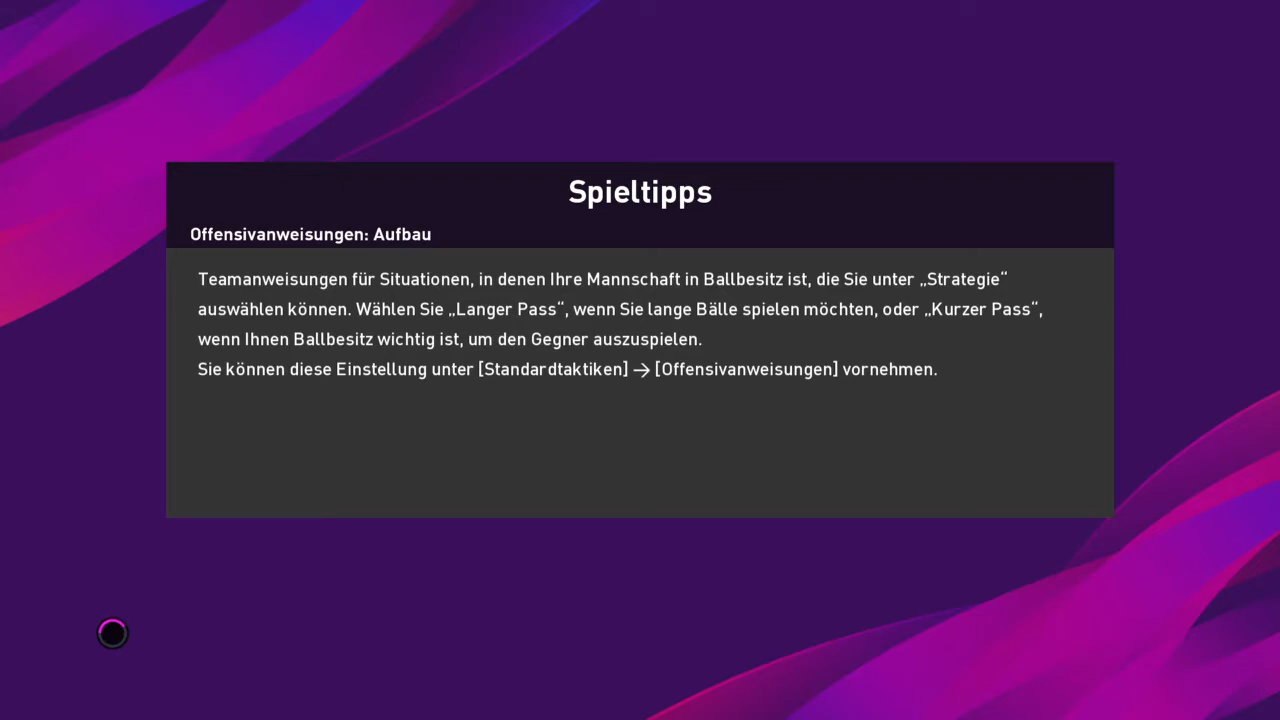 Spieltipps
Offensivanweisungen: Aufbau
Teamanweisungen für Situationen, in denen Ihre Mannschaft in Ballbesitz ist, die Sie unter „Strategie“
auswählen können. Wählen Sie „Langer Pass“, wenn Sie lange Bälle spielen möchten, oder „Kurzer Pass“,
wenn Ihnen Ballbesitz wichtig ist, um den Gegner auszuspielen.
Sie können diese Einstellung unter [Standardtaktiken] → [Offensivanweisungen] vornehmen.